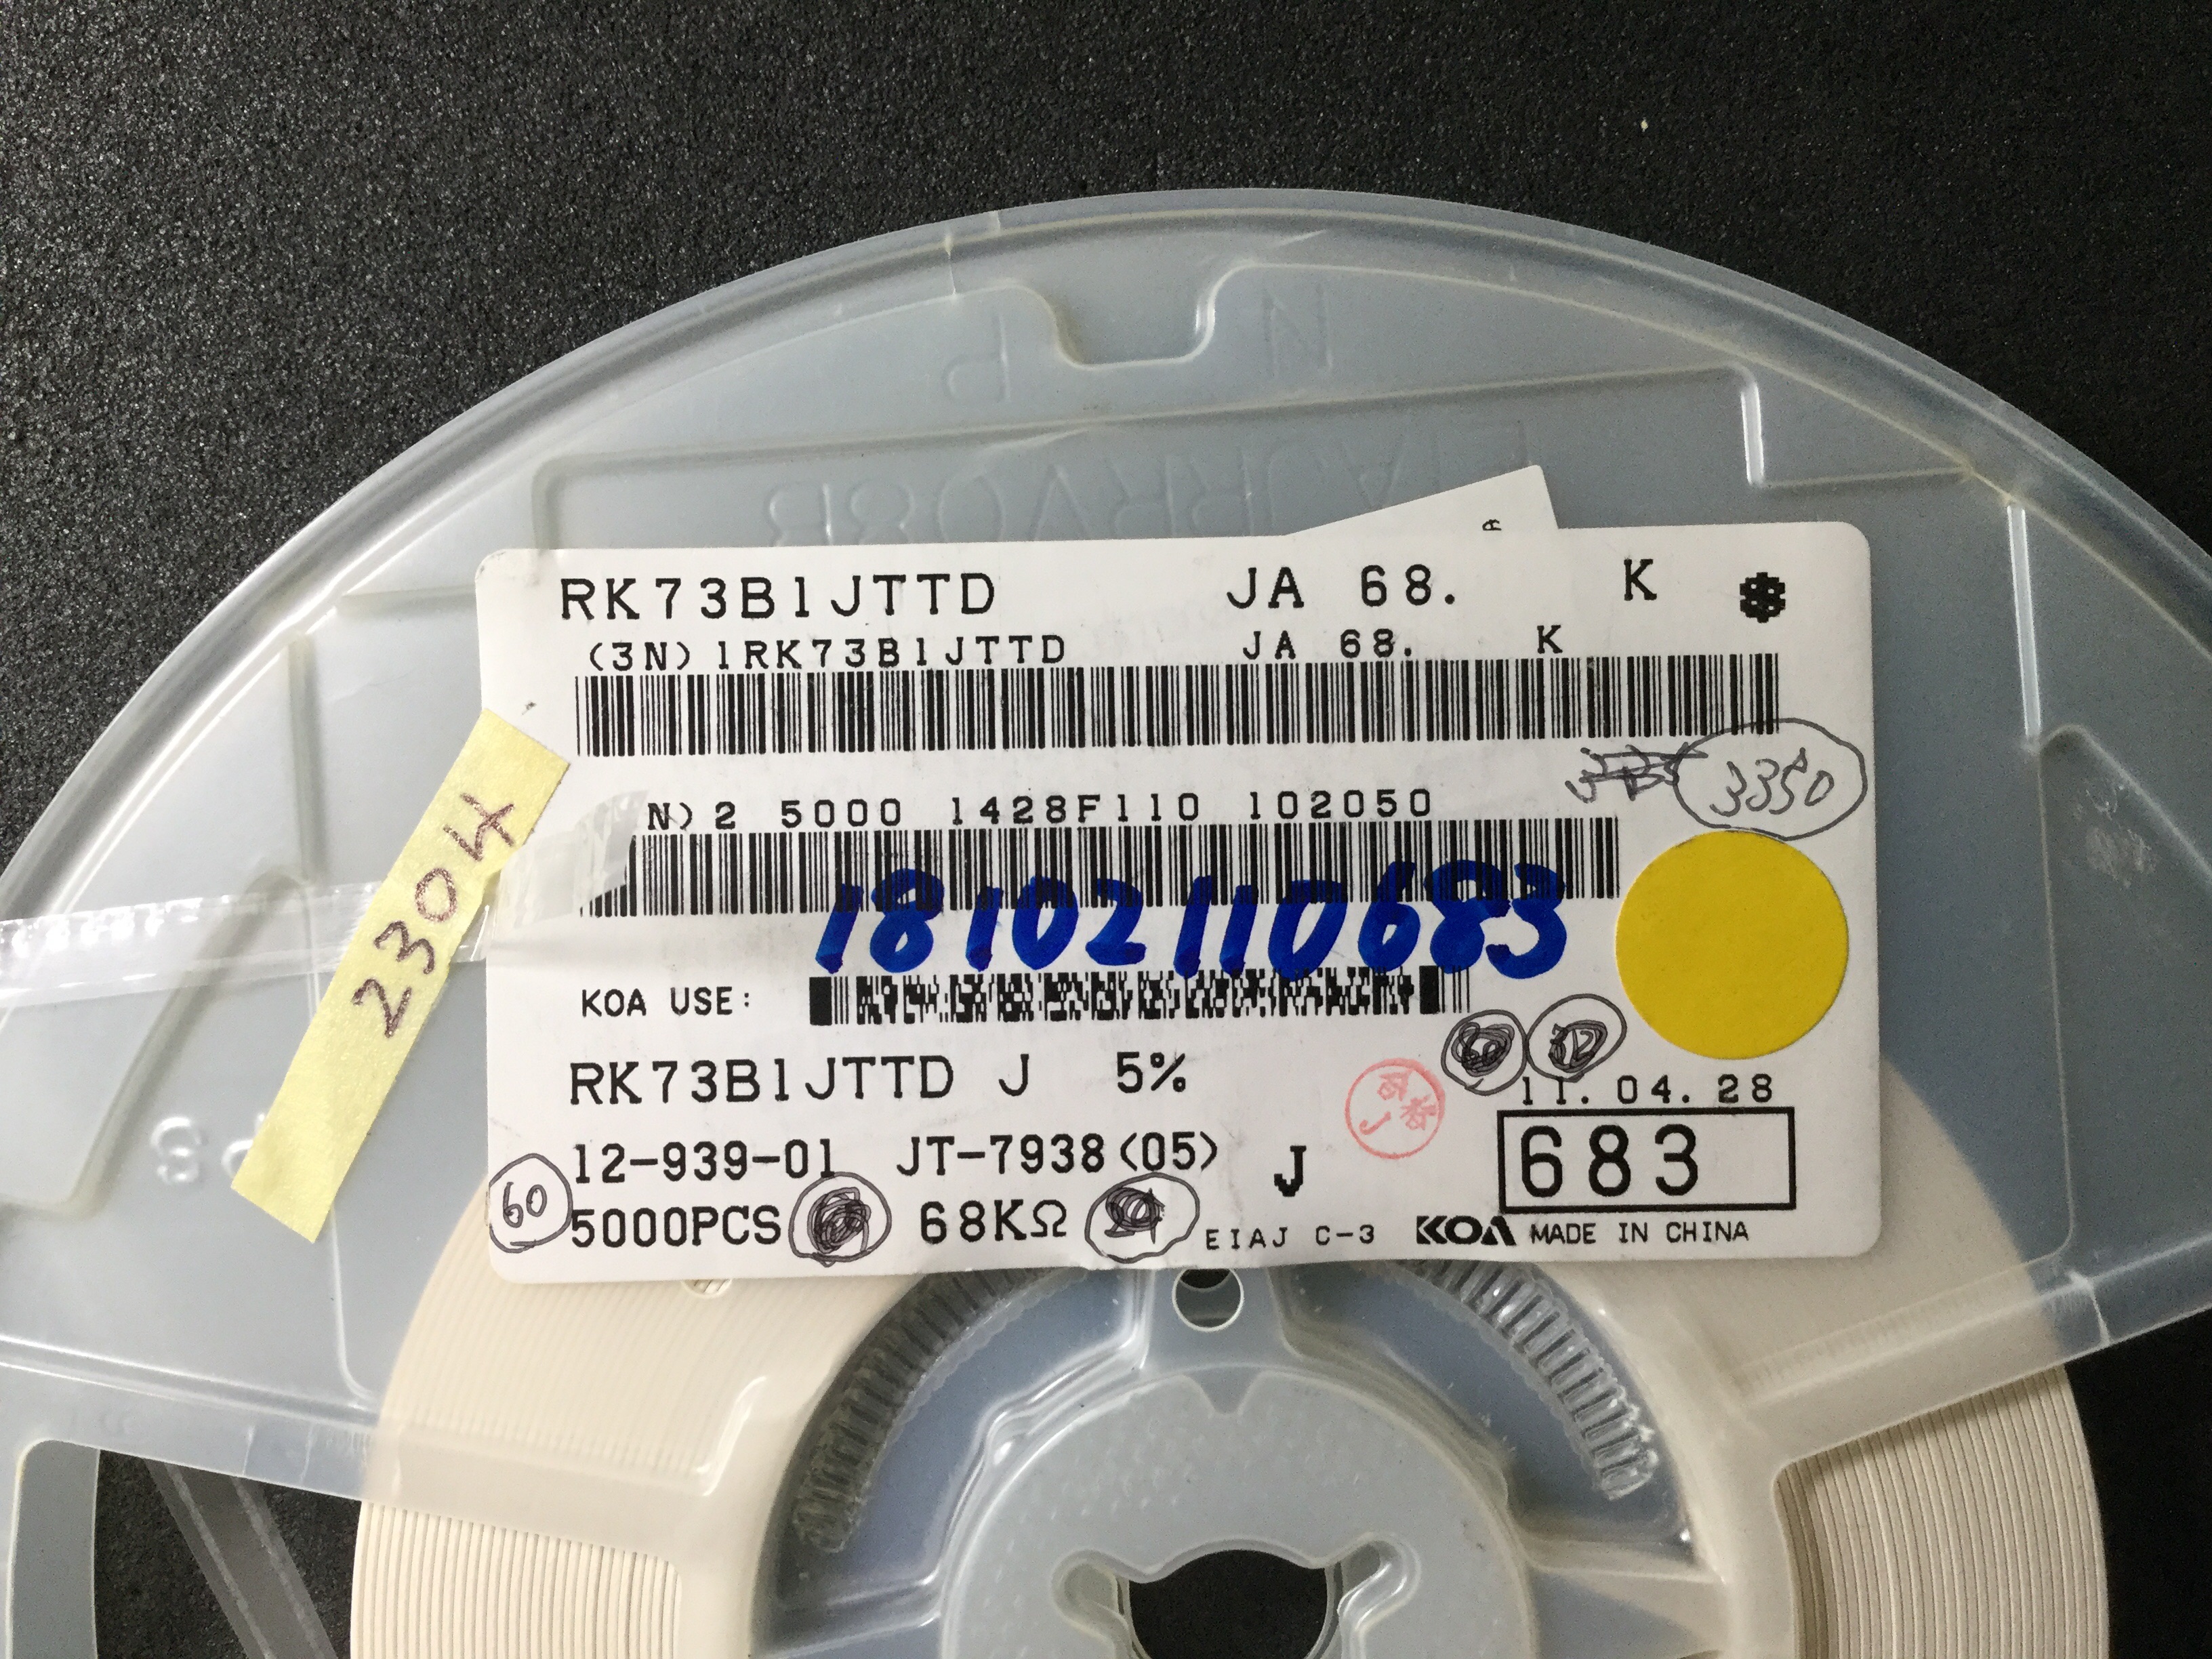 N
P
EIAJRRV08B
RK73B1JTTD JA 68. K
(3N)1RK73B1JTTD JA 68. K
3350
N)2 5000 1428F110 102050
2304
18102110683
KOA USE:
RK73B1JTTD J 5%
11.04.28
12-939-01 JT-7938(05) J 683
60 5000PCS 68KΩ EIAJ C-3 KOA MADE IN CHINA